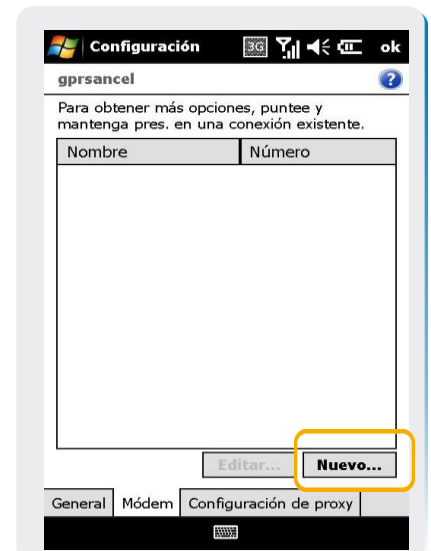 Configuración 3G ok
gprsancel
?
Para obtener más opciones, puntee y
mantenga pres. en una conexión existente.
Nombre Número
Editar... Nuevo...
General Módem Configuración de proxy